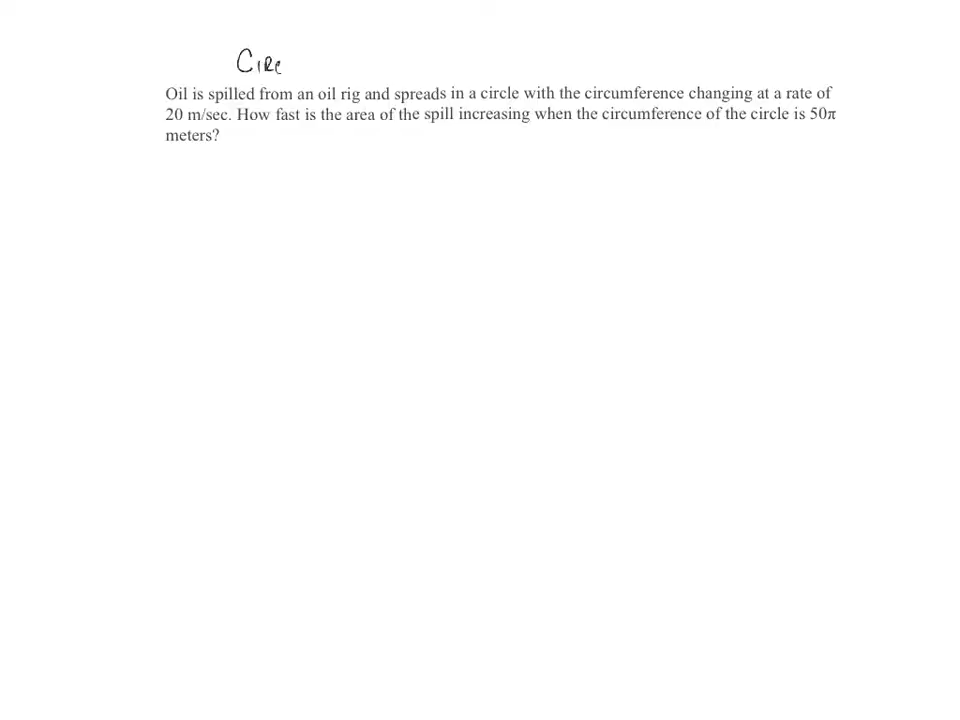 CIRC
Oil is spilled from an oil rig and spreads in a circle with the circumference changing at a rate of
20 m/sec. How fast is the area of the spill increasing when the circumference of the circle is 50π
meters?